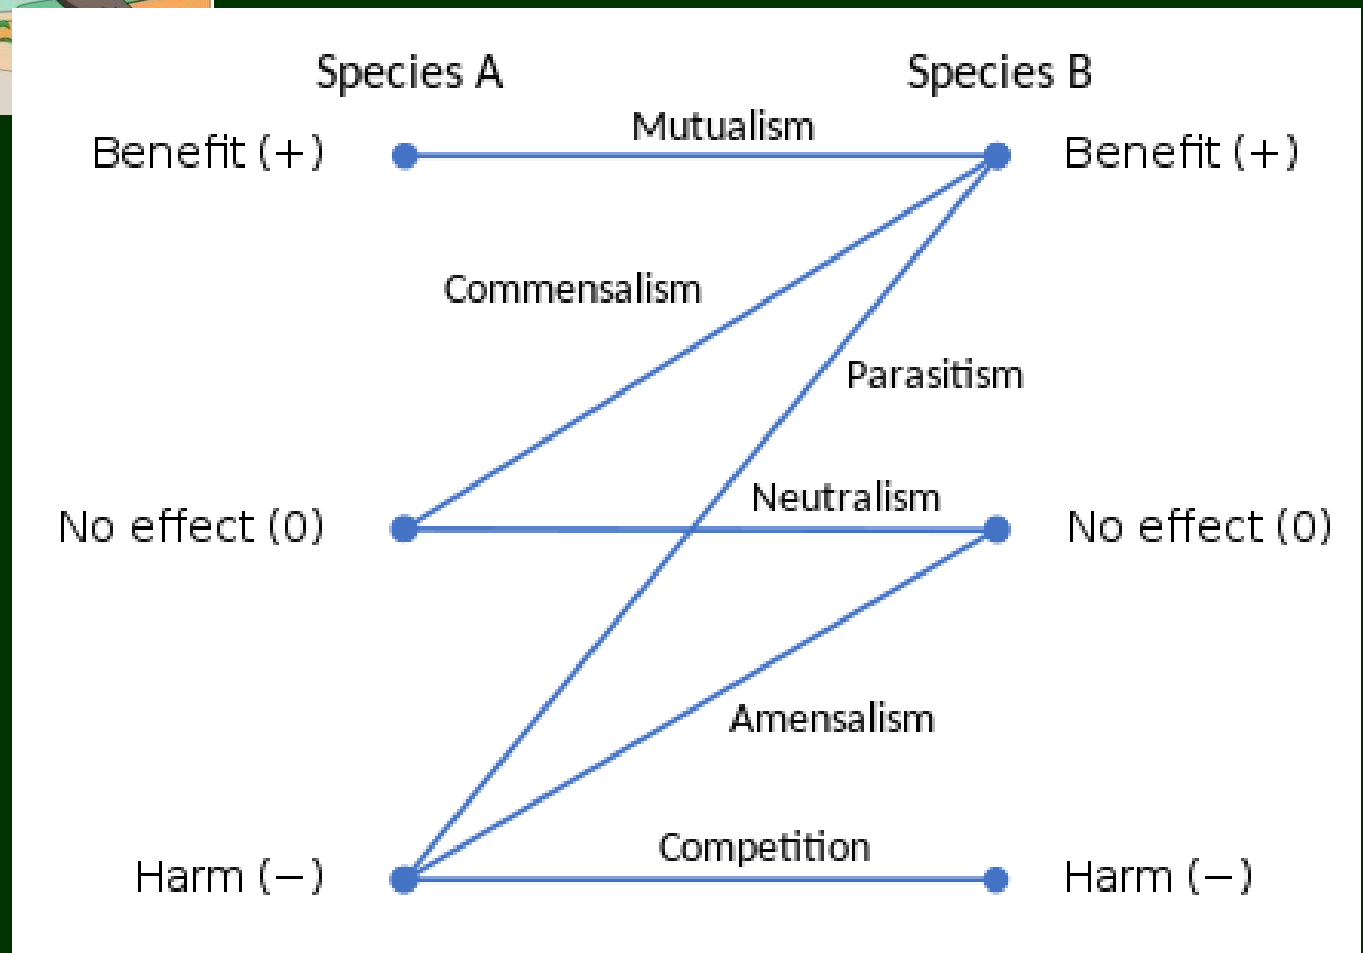 Species A Species B
Mutualism
Benefit (+) Benefit (+)
Commensalism
Parasitism
Neutralism
No effect (0) No effect (0)
Amensalism
Competition
Harm (−) Harm (−)